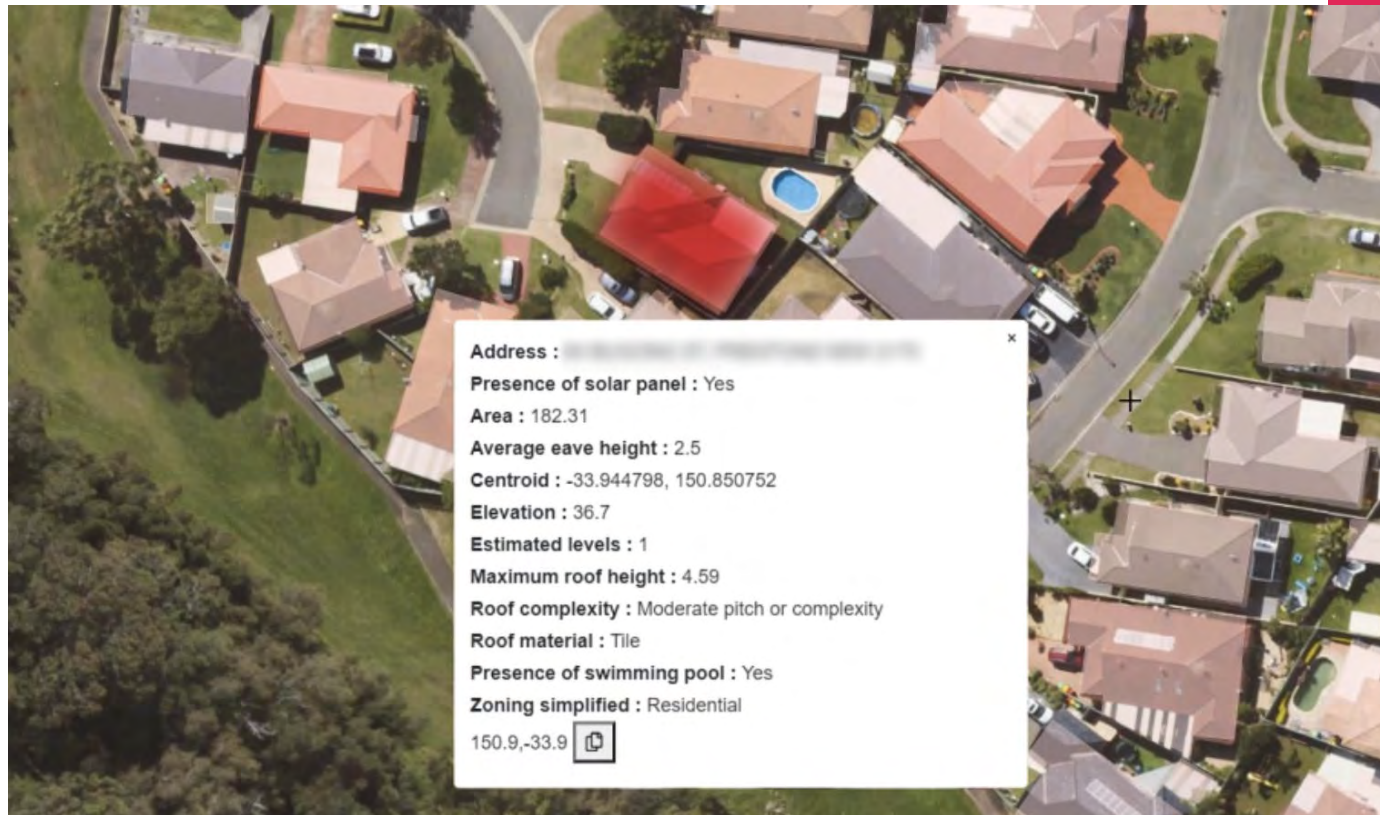 ×
Address :
Presence of solar panel : Yes
Area : 182.31
Average eave height : 2.5
Centroid : -33.944798, 150.850752
Elevation : 36.7
Estimated levels : 1
Maximum roof height : 4.59
Roof complexity : Moderate pitch or complexity
Roof material : Tile
Presence of swimming pool : Yes
Zoning simplified : Residential
150.9,-33.9